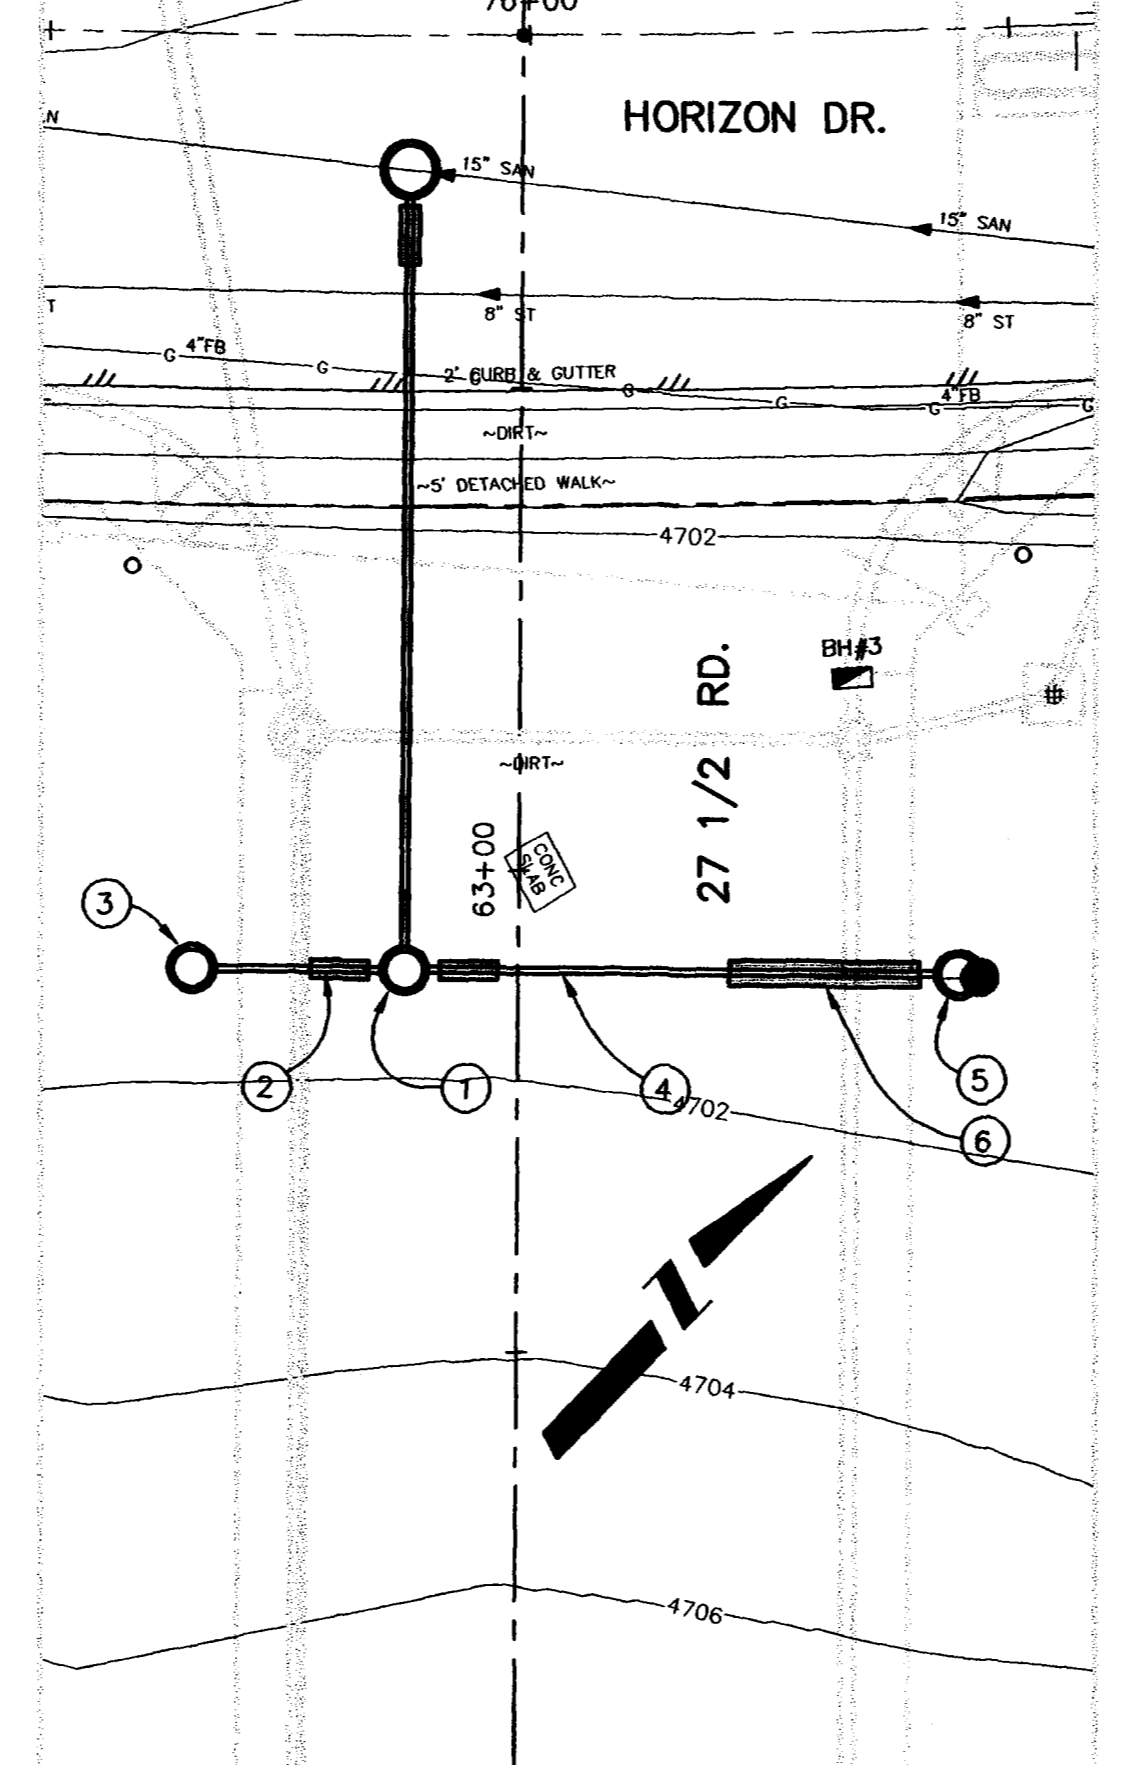 76+00
HORIZON DR.
N
15" SAN
15" SAN
T
8" ST
8" ST
G 4"FB
G
2' CURB & GUTTER
G
G
G
4"FB
G
G
~DIRT~
~5' DETACHED WALK~
4702
BH#3
27 1/2 RD.
~DIRT~
63+00
CONC
SLAB
3
2
1
4
5
4702
6
N
4704
4706